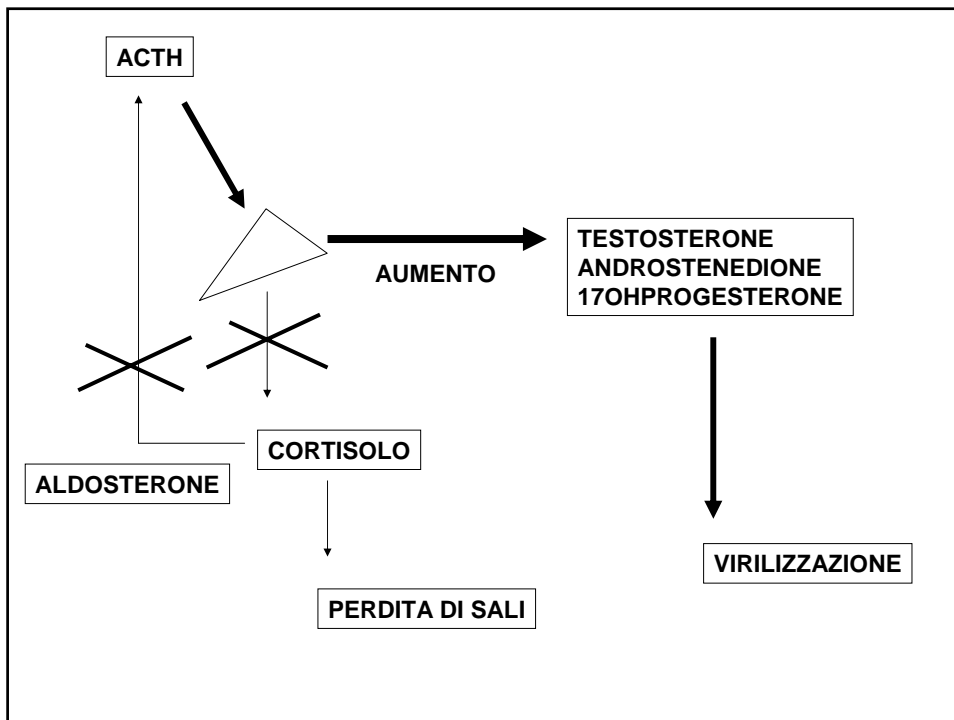 ACTH
AUMENTO
TESTOSTERONE
ANDROSTENEDIONE
17OHPROGESTERONE
CORTISOLO
ALDOSTERONE
VIRILIZZAZIONE
PERDITA DI SALI